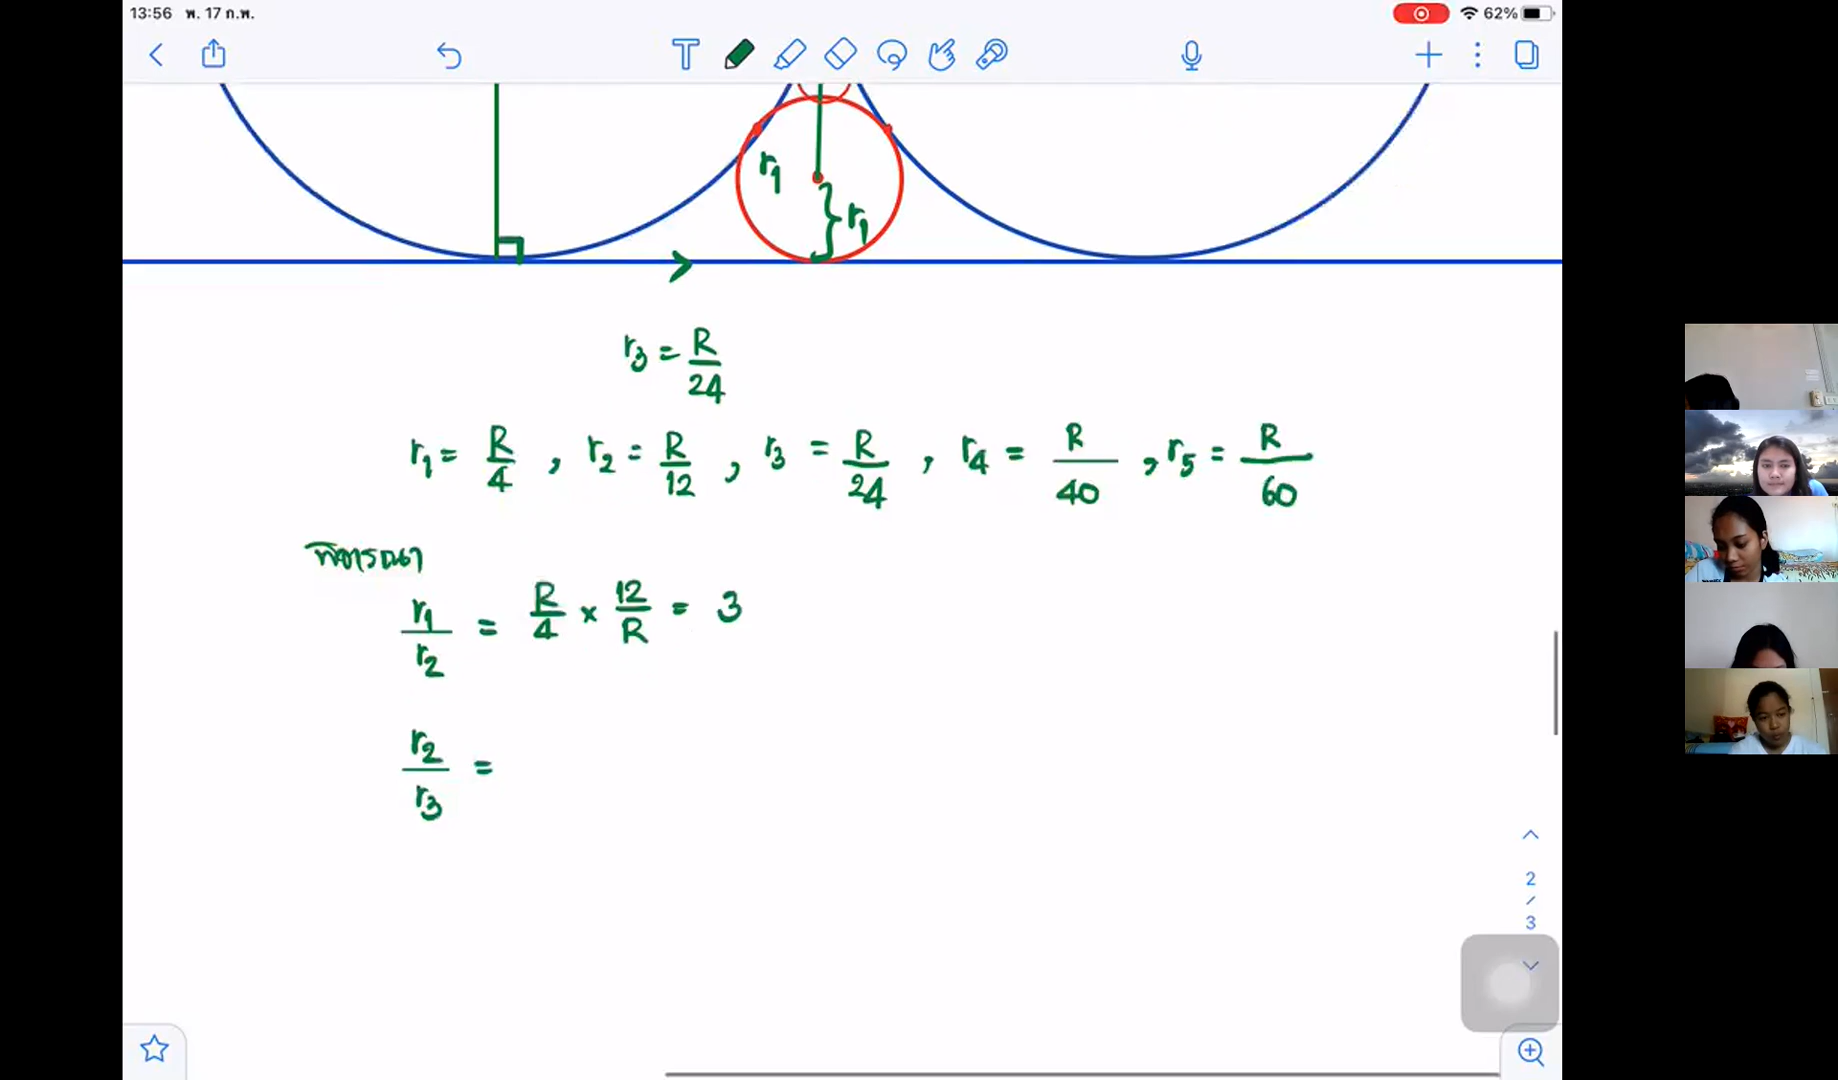 13:56 พ. 17 ก.พ.
62%
T
r₁
r₁
r₃ = R/24
r₁ = R/4 , r₂ = R/12 , r₃ = R/24 , r₄ = R/40 , r₅ = R/60
พิจารณา
r₁/r₂ = R/4 × 12/R = 3
r₂/r₃ =
2
/
3